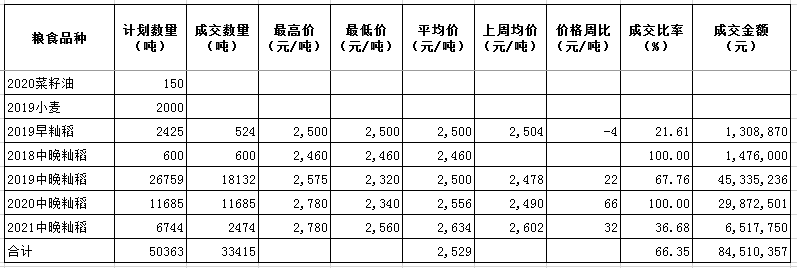 粮食品种 计划数量（吨） 成交数量（吨） 最高价（元/吨） 最低价（元/吨） 平均价（元/吨） 上周均价（元/吨） 价格周比（元/吨） 成交比率（%） 成交金额（元）
2020菜籽油 150
2019小麦 2000
2019早籼稻 2425 524 2,500 2,500 2,500 2,504 -4 21.61 1,308,870
2018中晚籼稻 600 600 2,460 2,460 2,460 100.00 1,476,000
2019中晚籼稻 26759 18132 2,575 2,320 2,500 2,478 22 67.76 45,335,236
2020中晚籼稻 11685 11685 2,780 2,340 2,556 2,490 66 100.00 29,872,501
2021中晚籼稻 6744 2474 2,780 2,560 2,634 2,602 32 36.68 6,517,750
合计 50363 33415 2,529 66.35 84,510,357